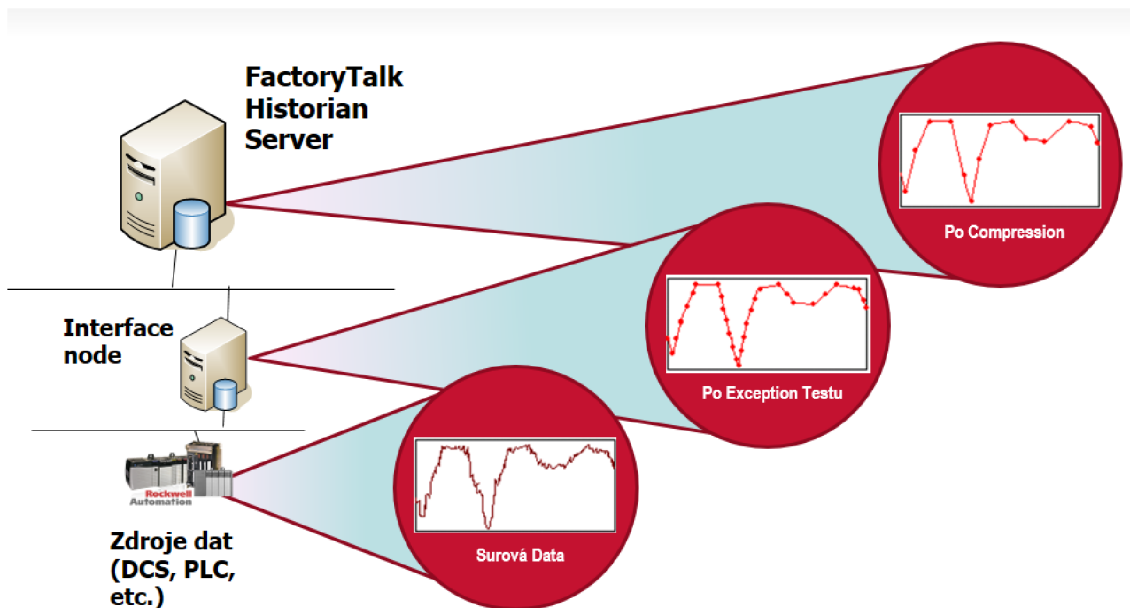 FactoryTalk
Historian
Server
Po Compression
Interface
node
Po Exception Testu
Rockwell
Automation
Surová Data
Zdroje dat
(DCS, PLC,
etc.)